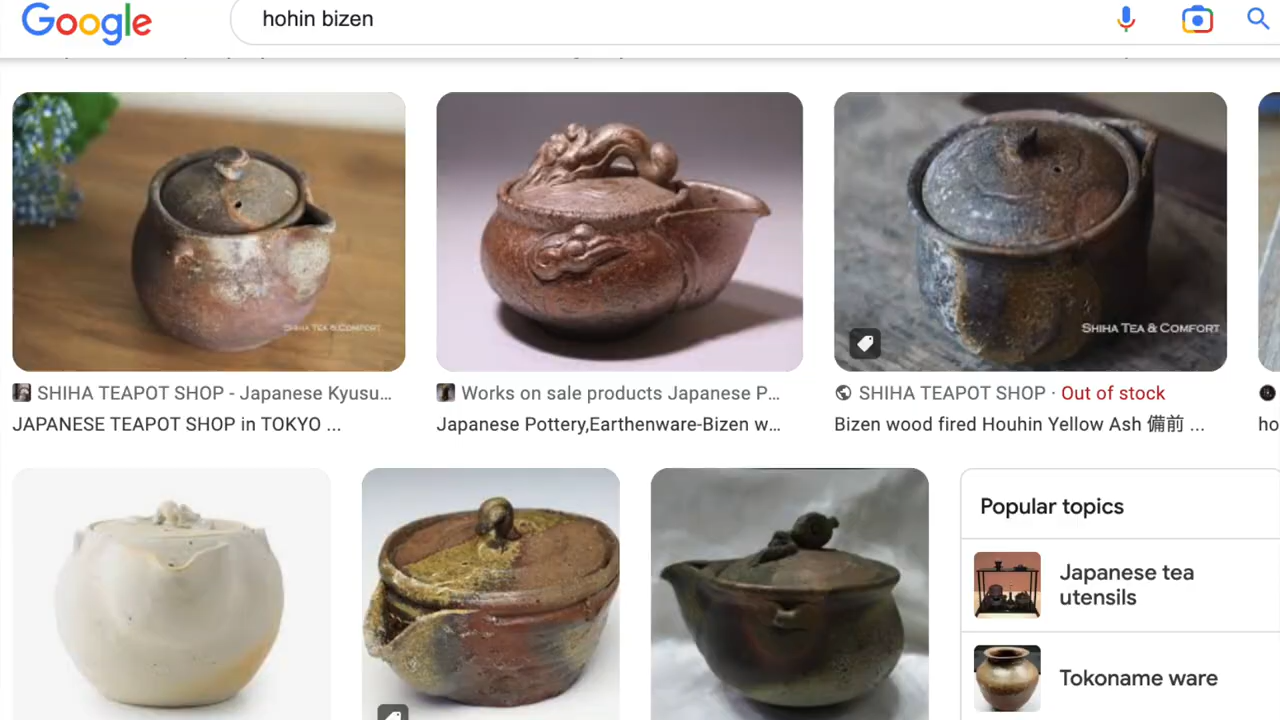 Google
hohin bizen
SHIHA TEA & COMFORT
SHIHA TEA & COMFORT
SHIHA TEAPOT SHOP - Japanese Kyusu...
Works on sale products Japanese P...
SHIHA TEAPOT SHOP · Out of stock
JAPANESE TEAPOT SHOP in TOKYO ...
Japanese Pottery,Earthenware-Bizen w...
Bizen wood fired Houhin Yellow Ash 備前 ...
ho
Popular topics
Japanese tea
utensils
Tokoname ware